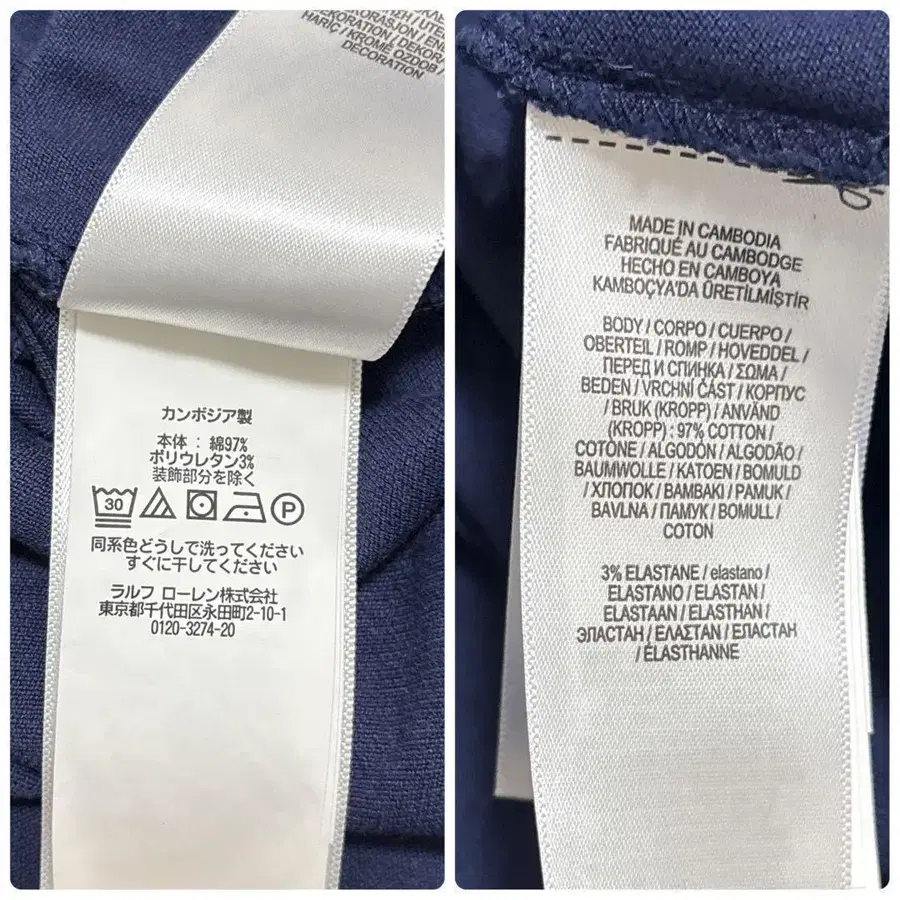 DECORATION
カンボジア製
本体 : 綿97%
ポリウレタン3%
装飾部分を除く
30 P
同系色どうしで洗ってください
すぐに干してください
ラルフ ローレン株式会社
東京都千代田区永田町2-10-1
0120-3274-20
MADE IN CAMBODIA
FABRIQUÉ AU CAMBODGE
HECHO EN CAMBOYA
KAMBOÇYA'DA ÜRETİLMİŞTİR
BODY / CORPO / CUERPO /
OBERTEIL / ROMP / HOVEDDEL /
ПЕРЕД И СПИНКА / ΣΩΜΑ /
BEDEN / VRCHNÍ ČÁST / КОРПУС
/ BRUK (KROPP) / ANVÄND
(KROPP) : 97% COTTON /
COTONE / ALGODÓN / ALGODÃO /
BAUMWOLLE / KATOEN / BOMULD
/ ХЛОПОК / ΒΑΜΒΑΚΙ / PAMUK /
BAVLNA / ПАМУК / BOMULL /
COTON
3% ELASTANE / elastano /
ELASTANO / ELASTAN /
ELASTAAN / ELASTHAN /
ЭЛАСТАН / ΕΛΑΣΤΑΝ / ЕЛАСТАН
/ ÉLASTHANNE